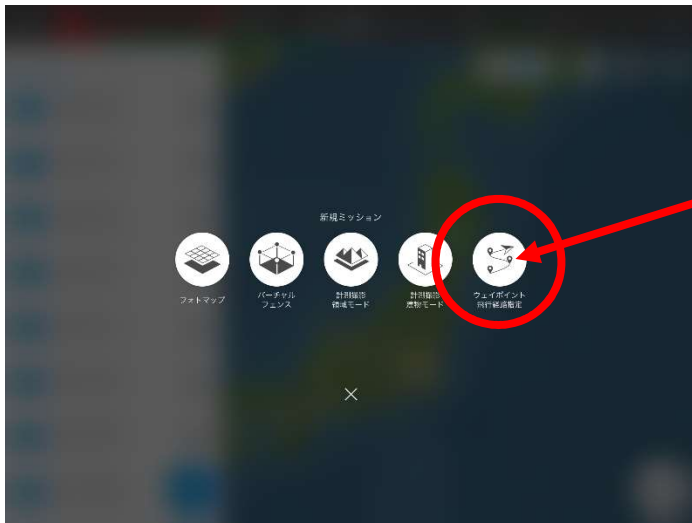 新規ミッション
フォトマップ
バーチャル
フェンス
計測撮影
領域モード
計測撮影
建物モード
ウェイポイント
飛行経路指定